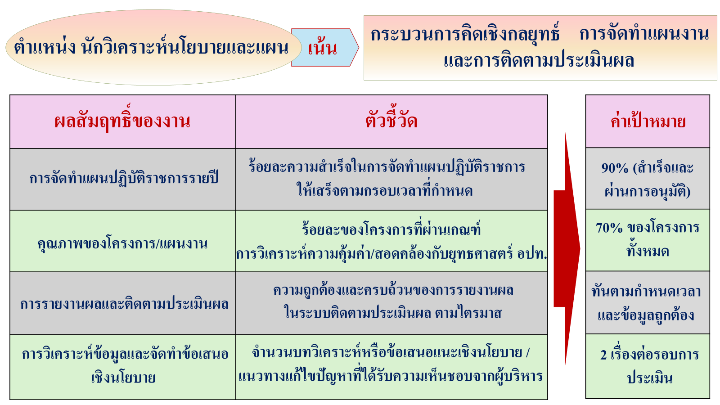 ตำแหน่ง นักวิเคราะห์นโยบายและแผน
เน้น
กระบวนการคิดเชิงกลยุทธ์ การจัดทำแผนงาน
และการติดตามประเมินผล
ผลสัมฤทธิ์ของงาน
ตัวชี้วัด
ค่าเป้าหมาย
การจัดทำแผนปฏิบัติราชการรายปี
ร้อยละความสำเร็จในการจัดทำแผนปฏิบัติราชการ
ให้เสร็จตามกรอบเวลาที่กำหนด
90% (สำเร็จและ
ผ่านการอนุมัติ)
คุณภาพของโครงการ/แผนงาน
ร้อยละของโครงการที่ผ่านเกณฑ์
การวิเคราะห์ความคุ้มค่า/สอดคล้องกับยุทธศาสตร์ อปท.
70% ของโครงการ
ทั้งหมด
การรายงานผลและติดตามประเมินผล
ความถูกต้องและครบถ้วนของการรายงานผล
ในระบบติดตามประเมินผล ตามไตรมาส
ทันตามกำหนดเวลา
และข้อมูลถูกต้อง
การวิเคราะห์ข้อมูลและจัดทำข้อเสนอ
เชิงนโยบาย
จำนวนบทวิเคราะห์หรือข้อเสนอแนะเชิงนโยบาย /
แนวทางแก้ไขปัญหาที่ได้รับความเห็นชอบจากผู้บริหาร
2 เรื่องต่อรอบการ
ประเมิน